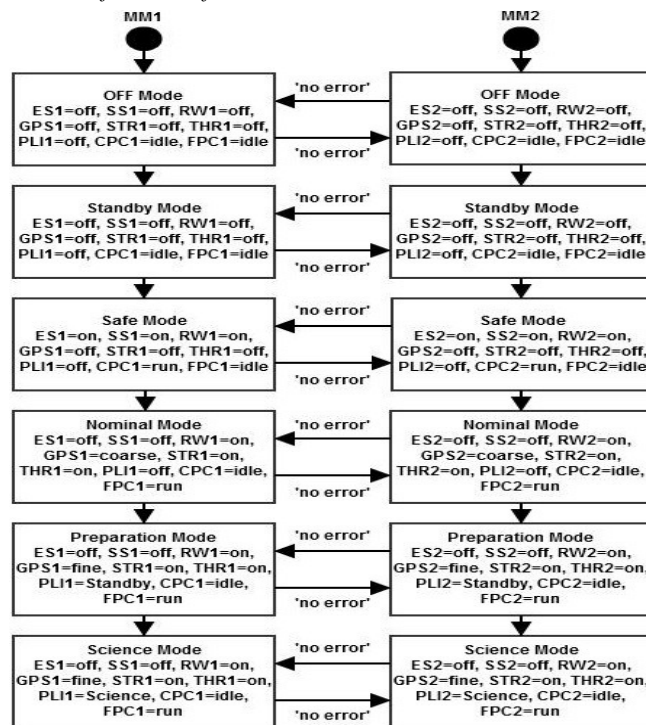 MM1
MM2
OFF Mode
ES1=off, SS1=off, RW1=off,
GPS1=off, STR1=off, THR1=off,
PLI1=off, CPC1=idle, FPC1=idle
'no error'
'no error'
OFF Mode
ES2=off, SS2=off, RW2=off,
GPS2=off, STR2=off, THR2=off,
PLI2=off, CPC2=idle, FPC2=idle
Standby Mode
ES1=off, SS1=off, RW1=off,
GPS1=off, STR1=off, THR1=off,
PLI1=off, CPC1=idle, FPC1=idle
'no error'
'no error'
Standby Mode
ES2=off, SS2=off, RW2=off,
GPS2=off, STR2=off, THR2=off,
PLI2=off, CPC2=idle, FPC2=idle
Safe Mode
ES1=on, SS1=on, RW1=on,
GPS1=off, STR1=off, THR1=off,
PLI1=off, CPC1=run, FPC1=idle
'no error'
'no error'
Safe Mode
ES2=on, SS2=on, RW2=on,
GPS2=off, STR2=off, THR2=off,
PLI2=off, CPC2=run, FPC2=idle
Nominal Mode
ES1=off, SS1=off, RW1=on,
GPS1=coarse, STR1=on,
THR1=on, PLI1=off, CPC1=idle,
FPC1=run
'no error'
'no error'
Nominal Mode
ES2=off, SS2=off, RW2=on,
GPS2=coarse, STR2=on,
THR2=on, PLI2=off, CPC2=idle,
FPC2=run
Preparation Mode
ES1=off, SS1=off, RW1=on,
GPS1=fine, STR1=on, THR1=on,
PLI1=Standby, CPC1=idle,
FPC1=run
'no error'
'no error'
Preparation Mode
ES2=off, SS2=off, RW2=on,
GPS2=fine, STR2=on, THR2=on,
PLI2=Standby, CPC2=idle,
FPC2=run
Science Mode
ES1=off, SS1=off, RW1=on,
GPS1=fine, STR1=on, THR1=on,
PLI1=Science, CPC1=idle,
FPC1=run
'no error'
'no error'
Science Mode
ES2=off, SS2=off, RW2=on,
GPS2=fine, STR2=on, THR2=on,
PLI2=Science, CPC2=idle,
FPC2=run